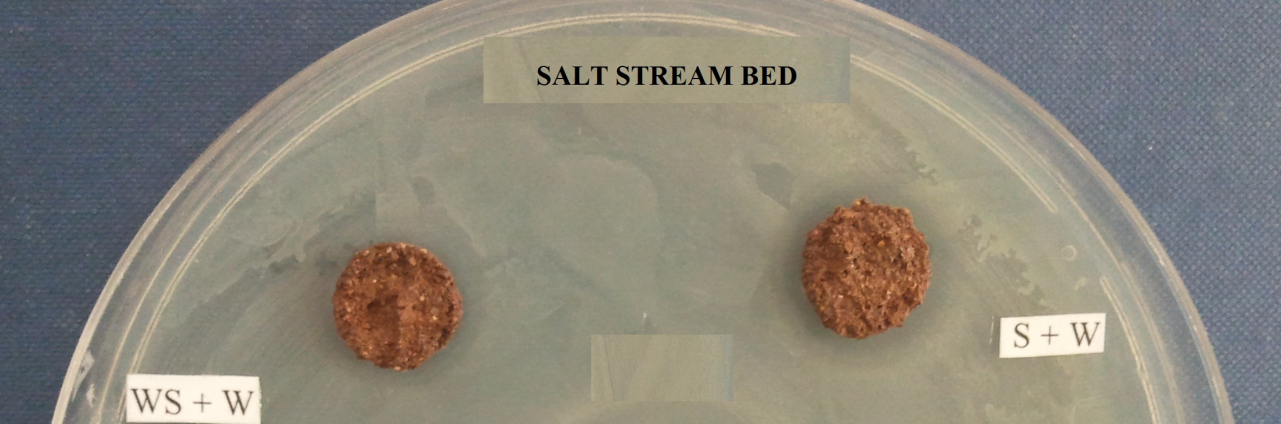 SALT STREAM BED
S + W
WS + W